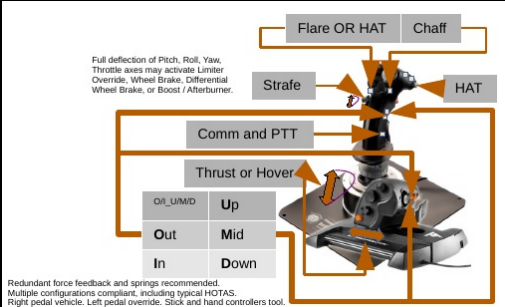 Flare OR HAT
Chaff
Full deflection of Pitch, Roll, Yaw,
Throttle axes may activate Limiter
Override, Wheel Brake, Differential
Wheel Brake, or Boost / Afterburner.
Strafe
HAT
Comm and PTT
Thrust or Hover
O/I_U/M/D
Up
Out
Mid
In
Down
Redundant force feedback and springs recommended.
Multiple configurations compliant, including typical HOTAS.
Right pedal vehicle. Left pedal override. Stick and hand controllers tool.